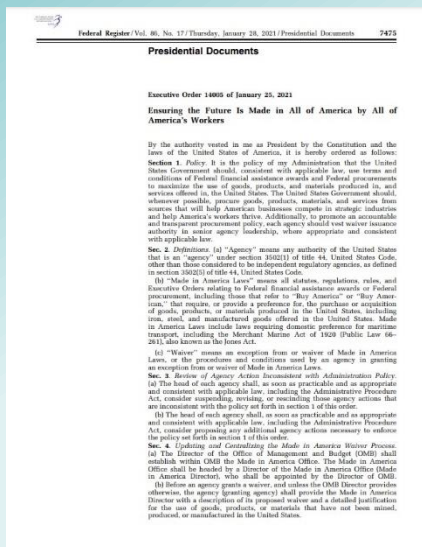 Federal Register / Vol. 86, No. 17 / Thursday, January 28, 2021 / Presidential Documents 7475
Presidential Documents
Executive Order 14005 of January 25, 2021
Ensuring the Future Is Made in All of America by All of
America's Workers
By the authority vested in me as President by the Constitution and the
laws of the United States of America, it is hereby ordered as follows:
Section 1. Policy. It is the policy of my Administration that the United
States Government should, consistent with applicable law, use terms and
conditions of Federal financial assistance awards and Federal procurements
to maximize the use of goods, products, and materials produced in, and
services offered in, the United States. The United States Government should,
whenever possible, procure goods, products, materials, and services from
sources that will help American businesses compete in strategic industries
and help America's workers thrive. Additionally, to promote an accountable
and transparent procurement policy, each agency should vest waiver issuance
authority in senior agency leadership, where appropriate and consistent
with applicable law.
Sec. 2. Definitions. (a) "Agency" means any authority of the United States
that is an "agency" under section 3502(1) of title 44, United States Code,
other than those considered to be independent regulatory agencies, as defined
in section 3502(5) of title 44, United States Code.
(b) "Made in America Laws" means all statutes, regulations, rules, and
Executive Orders relating to Federal financial assistance awards or Federal
procurement, including those that refer to "Buy America" or "Buy Amer-
ican," that require, or provide a preference for, the purchase or acquisition
of goods, products, or materials produced in the United States, including
iron, steel, and manufactured goods offered in the United States. Made
in America Laws include laws requiring domestic preference for maritime
transport, including the Merchant Marine Act of 1920 (Public Law 66–
261), also known as the Jones Act.
(c) "Waiver" means an exception from or waiver of Made in America
Laws, or the procedures and conditions used by an agency in granting
an exception from or waiver of Made in America Laws.
Sec. 3. Review of Agency Action Inconsistent with Administration Policy.
(a) The head of each agency shall, as soon as practicable and as appropriate
and consistent with applicable law, including the Administrative Procedure
Act, consider suspending, revising, or rescinding those agency actions that
are inconsistent with the policy set forth in section 1 of this order.
(b) The head of each agency shall, as soon as practicable and as appropriate
and consistent with applicable law, including the Administrative Procedure
Act, consider proposing any additional agency actions necessary to enforce
the policy set forth in section 1 of this order.
Sec. 4. Updating and Centralizing the Made in America Waiver Process.
(a) The Director of the Office of Management and Budget (OMB) shall
establish within OMB the Made in America Office. The Made in America
Office shall be headed by a Director of the Made in America Office (Made
in America Director), who shall be appointed by the Director of OMB.
(b) Before an agency grants a waiver, and unless the OMB Director provides
otherwise, the agency (granting agency) shall provide the Made in America
Director with a description of its proposed waiver and a detailed justification
for the use of goods, products, or materials that have not been mined,
produced, or manufactured in the United States.